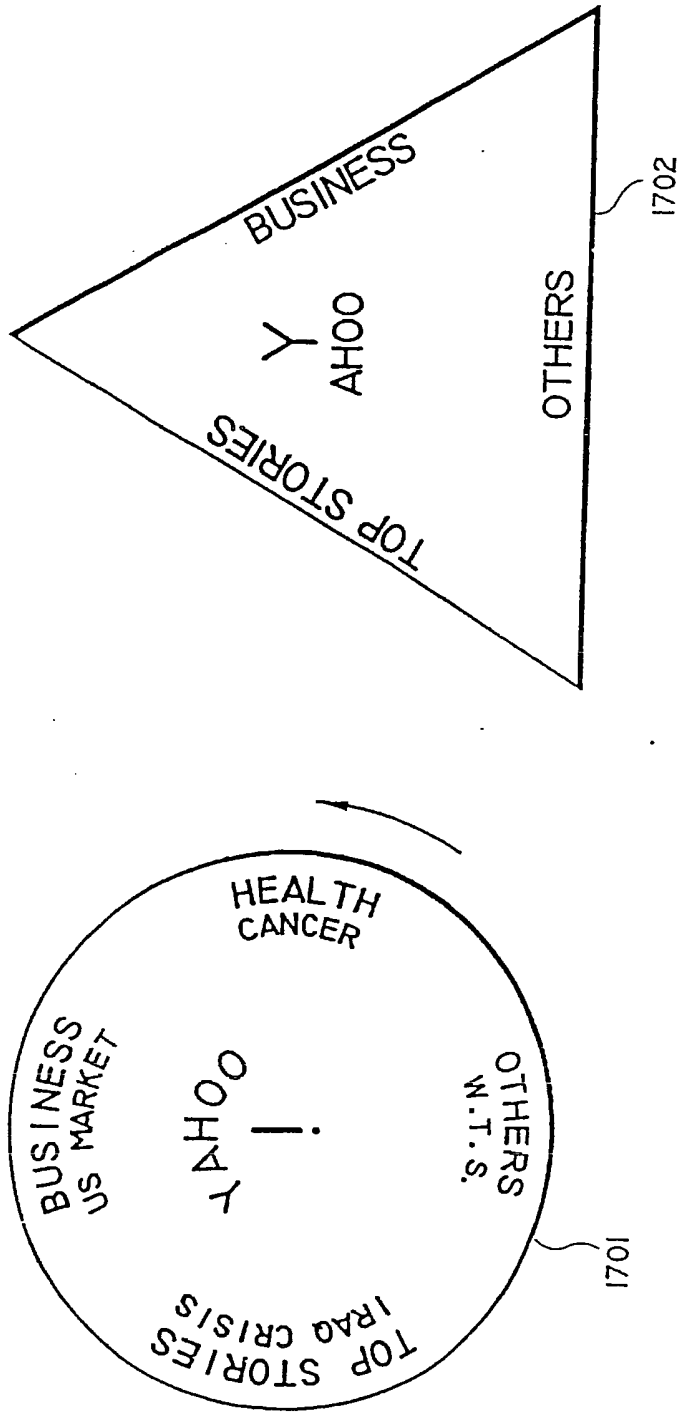 BUSINESS
Y
AHOO
TOP STORIES
OTHERS
1702
HEALTH
CANCER
BUSINESS
US MARKET
YAHOO
!
OTHERS
W.T.S.
TOP STORIES
IRAQ CRISIS
1701